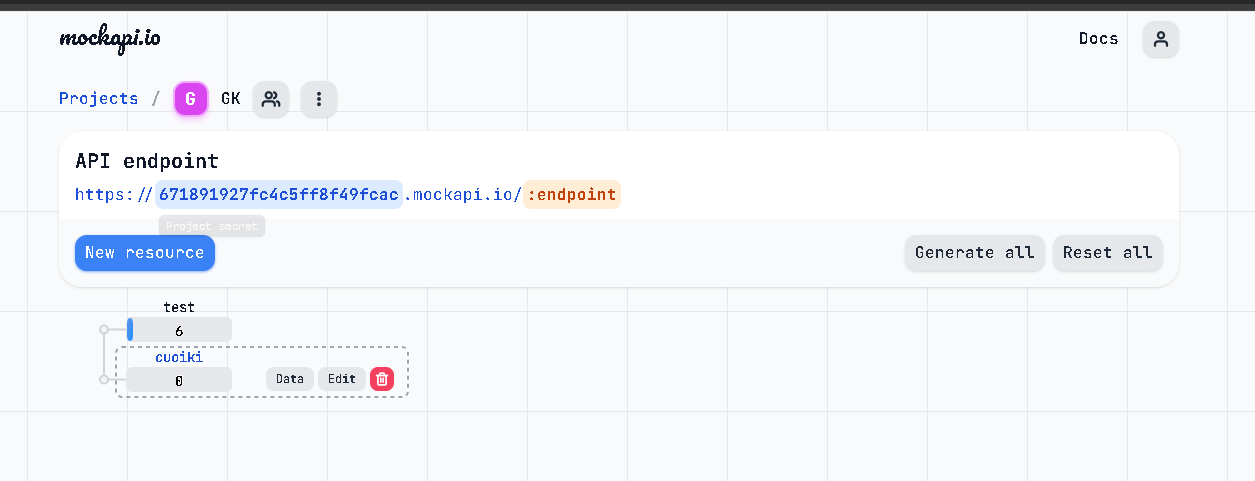 mockapi.io
Docs
Projects / G GK
API endpoint
https://671891927fc4c5ff8f49fcac.mockapi.io/:endpoint
Project secret
New resource
Generate all
Reset all
test
6
cuoiki
0
Data
Edit